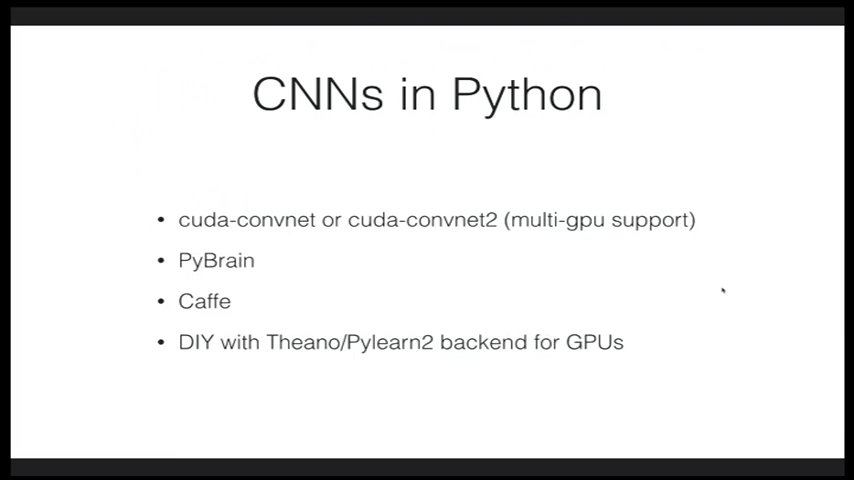 CNNs in Python
• cuda-convnet or cuda-convnet2 (multi-gpu support)
• PyBrain
• Caffe
• DIY with Theano/Pylearn2 backend for GPUs